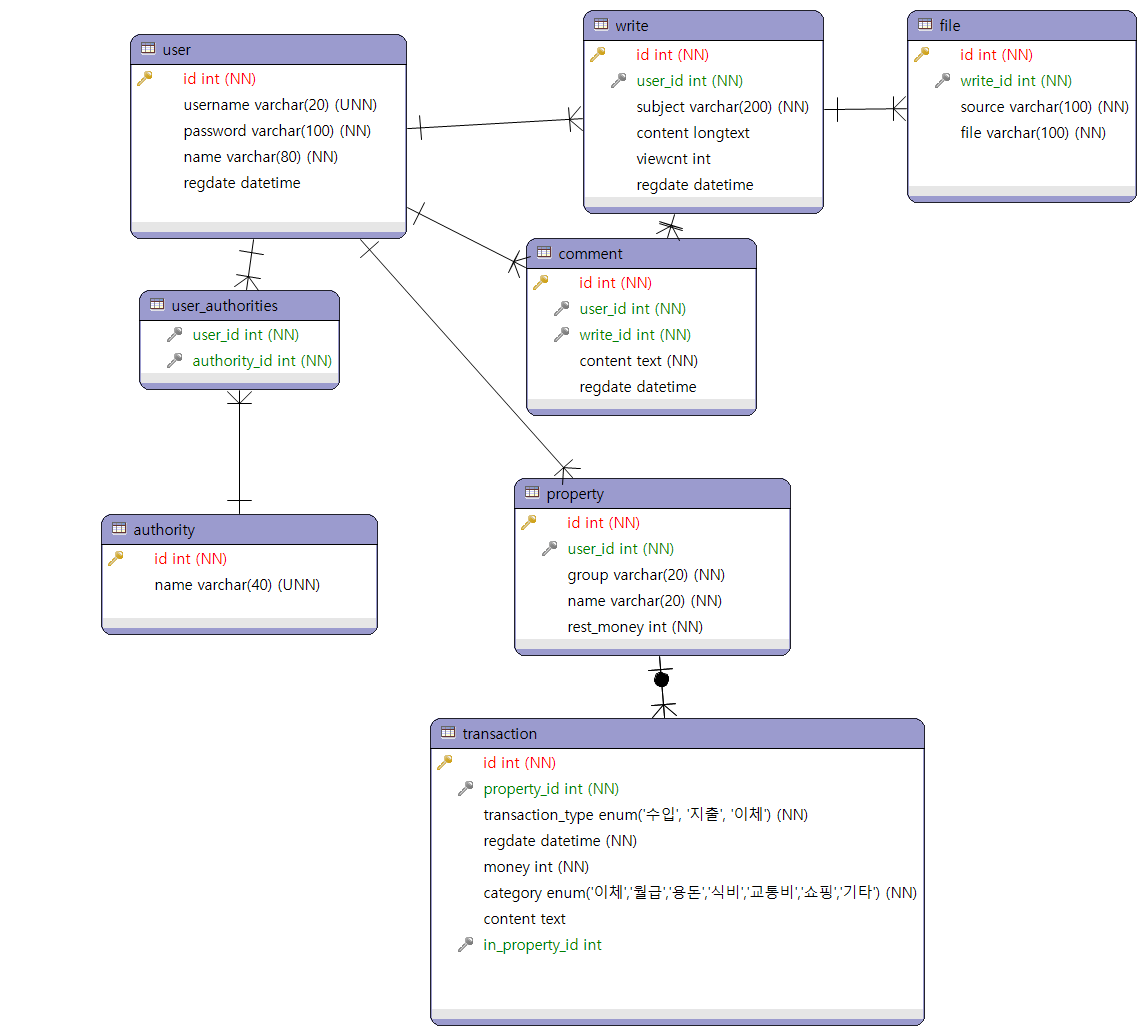 user
id int (NN)
username varchar(20) (UNN)
password varchar(100) (NN)
name varchar(80) (NN)
regdate datetime
write
id int (NN)
user_id int (NN)
subject varchar(200) (NN)
content longtext
viewcnt int
regdate datetime
file
id int (NN)
write_id int (NN)
source varchar(100) (NN)
file varchar(100) (NN)
user_authorities
user_id int (NN)
authority_id int (NN)
comment
id int (NN)
user_id int (NN)
write_id int (NN)
content text (NN)
regdate datetime
authority
id int (NN)
name varchar(40) (UNN)
property
id int (NN)
user_id int (NN)
group varchar(20) (NN)
name varchar(20) (NN)
rest_money int (NN)
transaction
id int (NN)
property_id int (NN)
transaction_type enum('수입', '지출', '이체') (NN)
regdate datetime (NN)
money int (NN)
category enum('이체','월급','용돈','식비','교통비','쇼핑','기타') (NN)
content text
in_property_id int